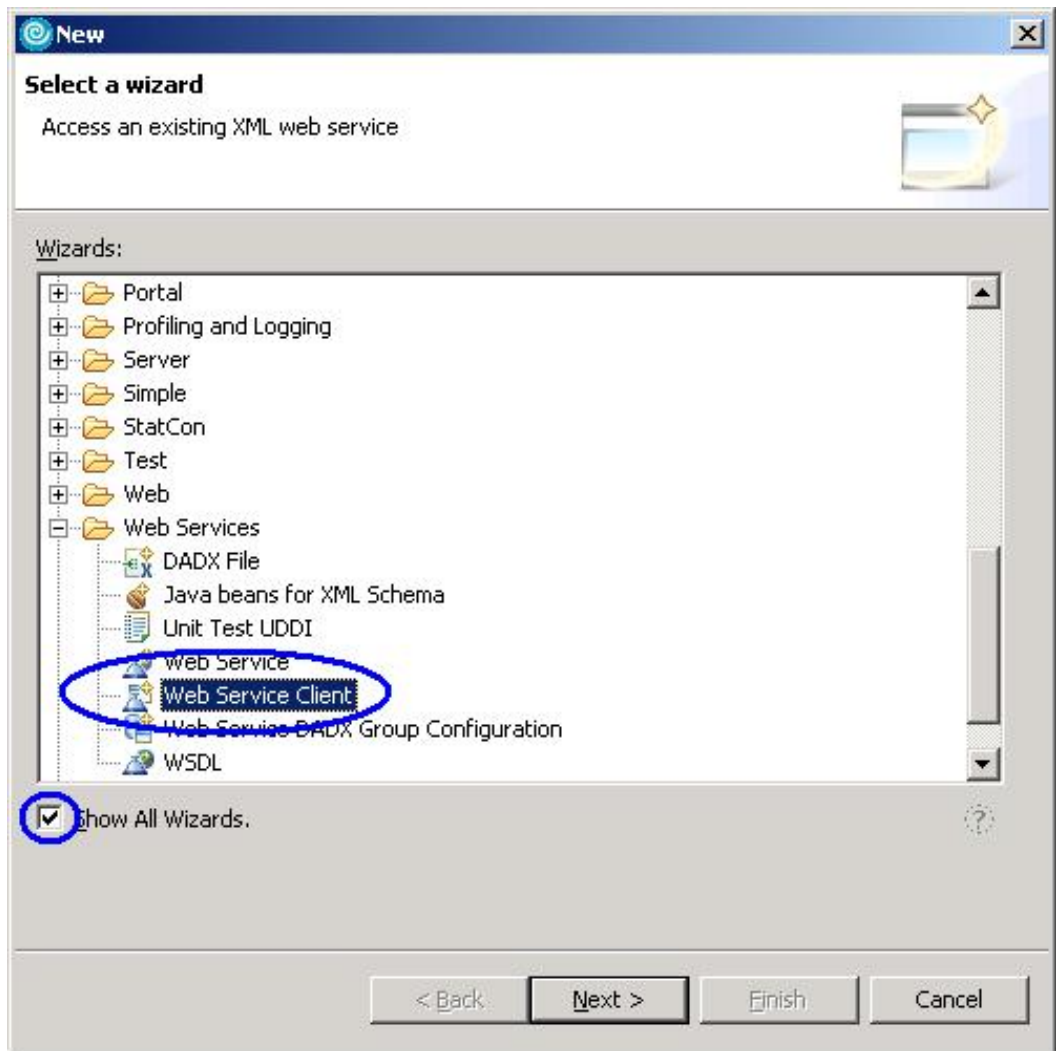 New
Select a wizard
Access an existing XML web service
Wizards:
Portal
Profiling and Logging
Server
Simple
StatCon
Test
Web
Web Services
DADX File
Java beans for XML Schema
Unit Test UDDI
Web Service
Web Service Client
Web Service DADX Group Configuration
WSDL
Show All Wizards.
< Back Next > Finish Cancel